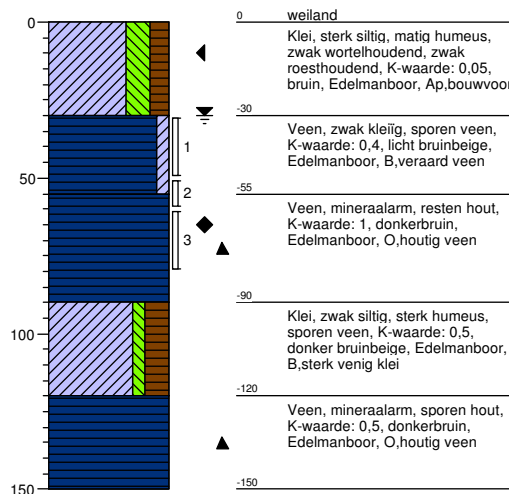 0
50
100
150
1
2
3
0 weiland
Klei, sterk siltig, matig humeus,
zwak wortelhoudend, zwak
roesthoudend, K-waarde: 0,05,
bruin, Edelmanboor, Ap,bouwvoor
-30
Veen, zwak kleiïg, sporen veen,
K-waarde: 0,4, licht bruinbeige,
Edelmanboor, B,veraard veen
-55
Veen, mineraalarm, resten hout,
K-waarde: 1, donkerbruin,
Edelmanboor, O,houtig veen
-90
Klei, zwak siltig, sterk humeus,
sporen veen, K-waarde: 0,5,
donker bruinbeige, Edelmanboor,
B,sterk venig klei
-120
Veen, mineraalarm, sporen hout,
K-waarde: 0,5, donkerbruin,
Edelmanboor, O,houtig veen
-150